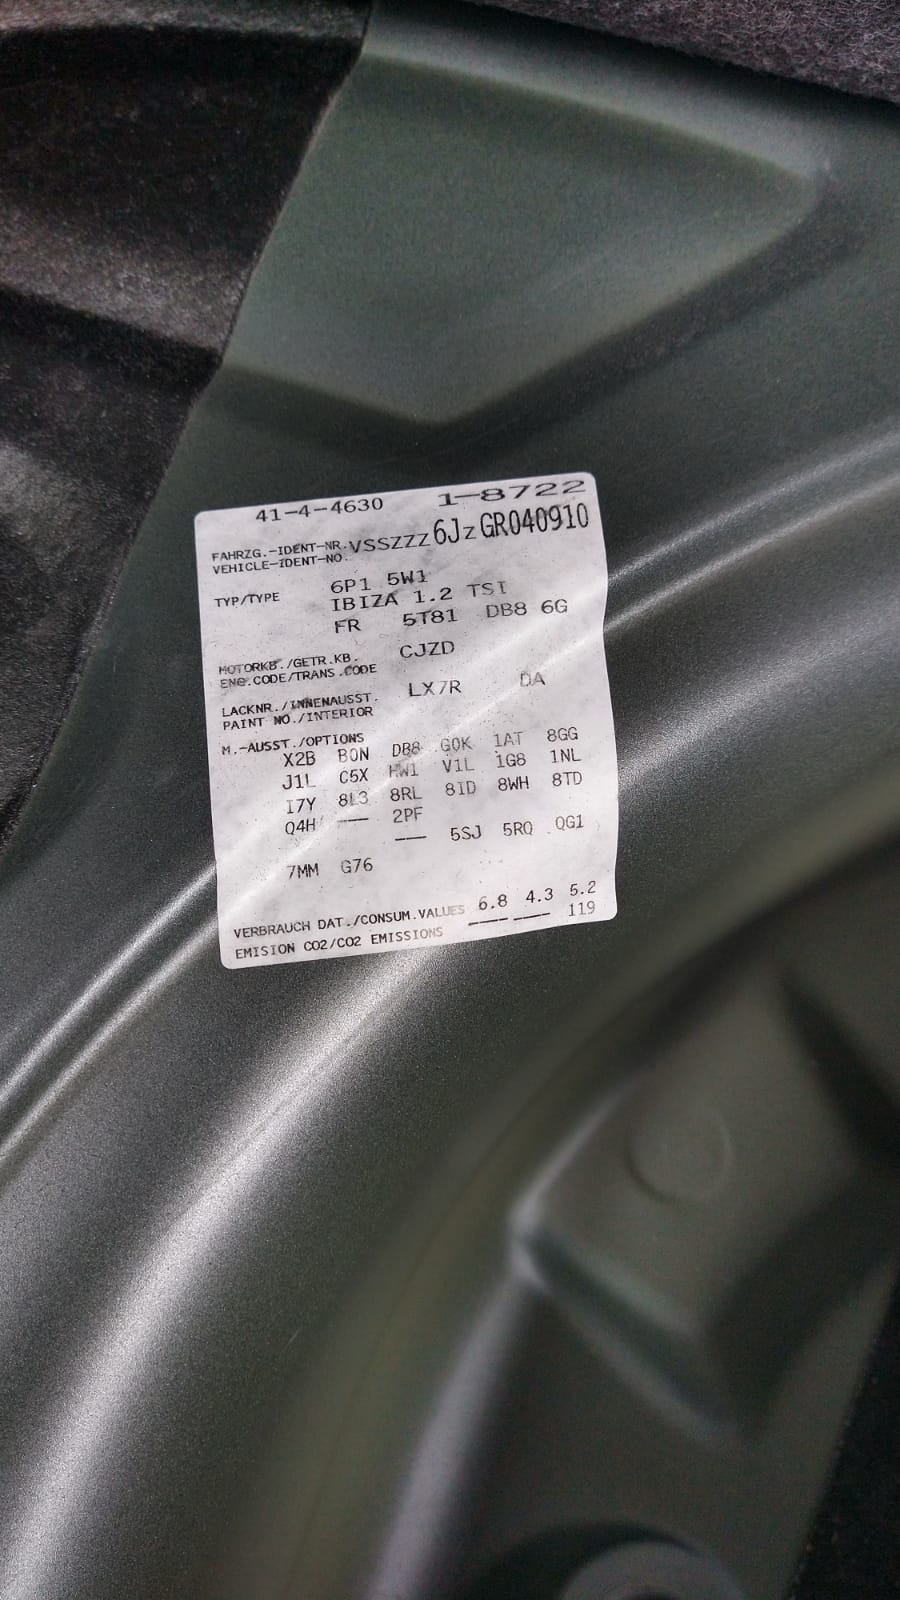 41-4-4630 1-8722
FAHRZG.-IDENT-NR. VSSZZZ6JzGR040910
VEHICLE-IDENT-NO.
6P1 5W1
TYP/TYPE IBIZA 1.2 TSI
FR 5T81 DB8 6G
MOTORKB./GETR.KB. CJZD
ENG.CODE/TRANS.CODE
LACKNR./INNENAUSST. LX7R DA
PAINT NO./INTERIOR
M.-AUSST./OPTIONS
X2B B0N DB8 G0K 1AT 8GG
J1L C5X HW1 V1L 1G8 1NL
I7Y 8L3 8RL 8ID 8WH 8TD
Q4H --- 2PF
--- 5SJ 5RQ QG1
7MM G76
VERBRAUCH DAT./CONSUM.VALUES 6.8 4.3 5.2
EMISION CO2/CO2 EMISSIONS --- --- 119